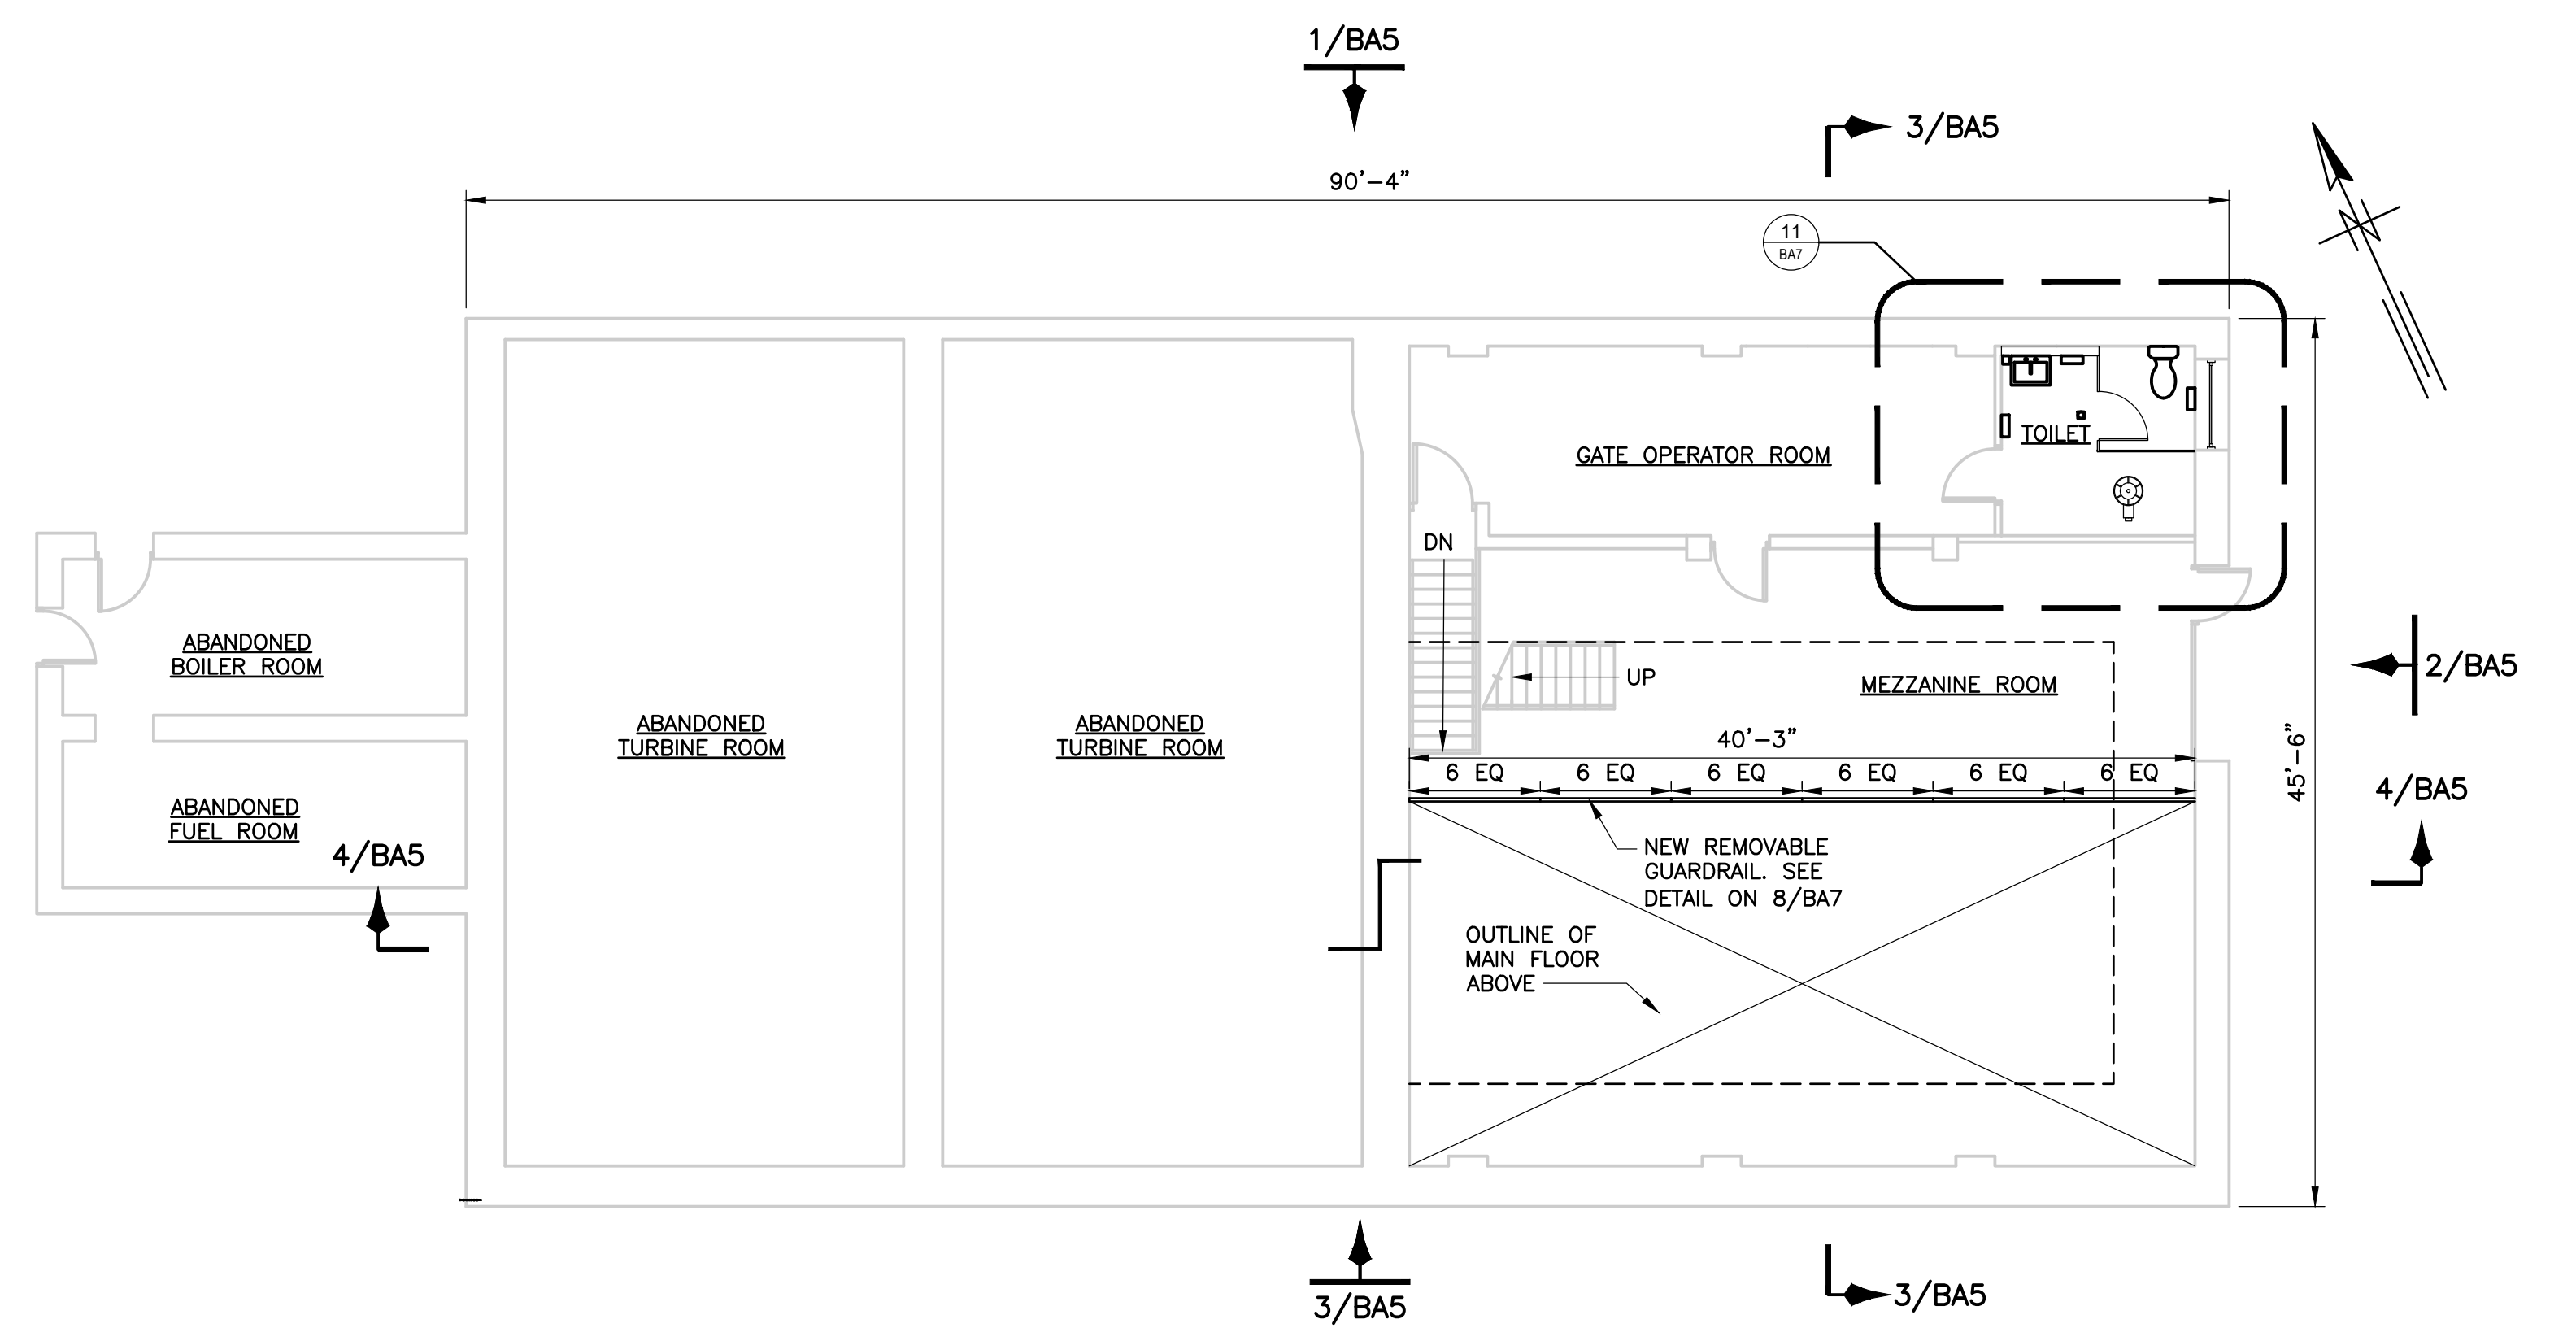 1/BA5
3/BA5
90'-4"
11
BA7
TOILET
GATE OPERATOR ROOM
DN
ABANDONED
BOILER ROOM
UP
MEZZANINE ROOM
2/BA5
ABANDONED
TURBINE ROOM
ABANDONED
TURBINE ROOM
40'-3"
6 EQ
6 EQ
6 EQ
6 EQ
6 EQ
6 EQ
45'-6"
4/BA5
ABANDONED
FUEL ROOM
4/BA5
NEW REMOVABLE
GUARDRAIL. SEE
DETAIL ON 8/BA7
OUTLINE OF
MAIN FLOOR
ABOVE
3/BA5
3/BA5